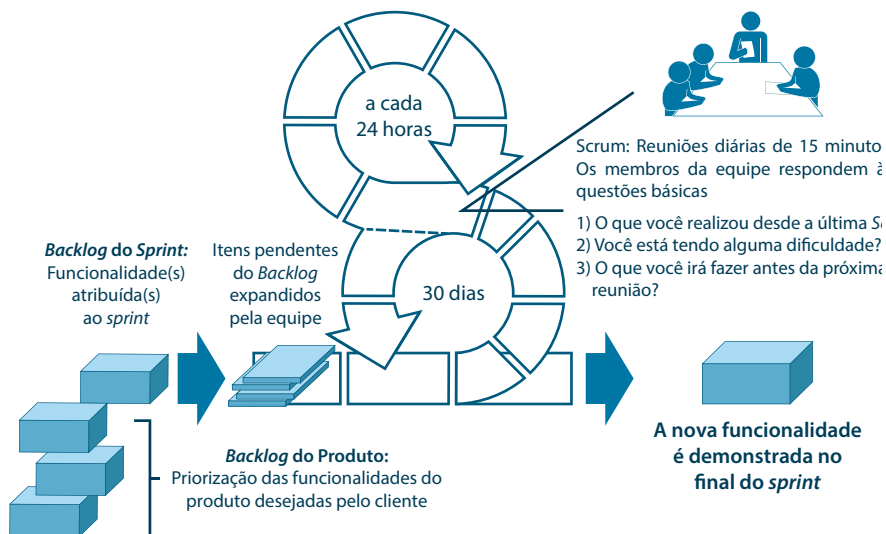 a cada
24 horas
Scrum: Reuniões diárias de 15 minuto
Os membros da equipe respondem à
questões básicas
1) O que você realizou desde a última
2) Você está tendo alguma dificuldade?
3) O que você irá fazer antes da próxima
reunião?
Backlog do Sprint:
Funcionalidade(s)
atribuída(s)
ao sprint
Itens pendentes
do Backlog
expandidos
pela equipe
30 dias
Backlog do Produto:
Priorização das funcionalidades do
produto desejadas pelo cliente
A nova funcionalidade
é demonstrada no
final do sprint